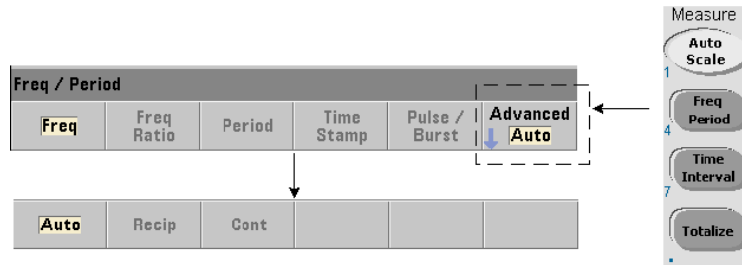 Measure
Auto
Scale
1
Freq
Period
4
Time
Interval
7
Totalize
.
Freq / Period
Freq
Freq
Ratio
Period
Time
Stamp
Pulse /
Burst
Advanced
Auto
Auto
Recip
Cont